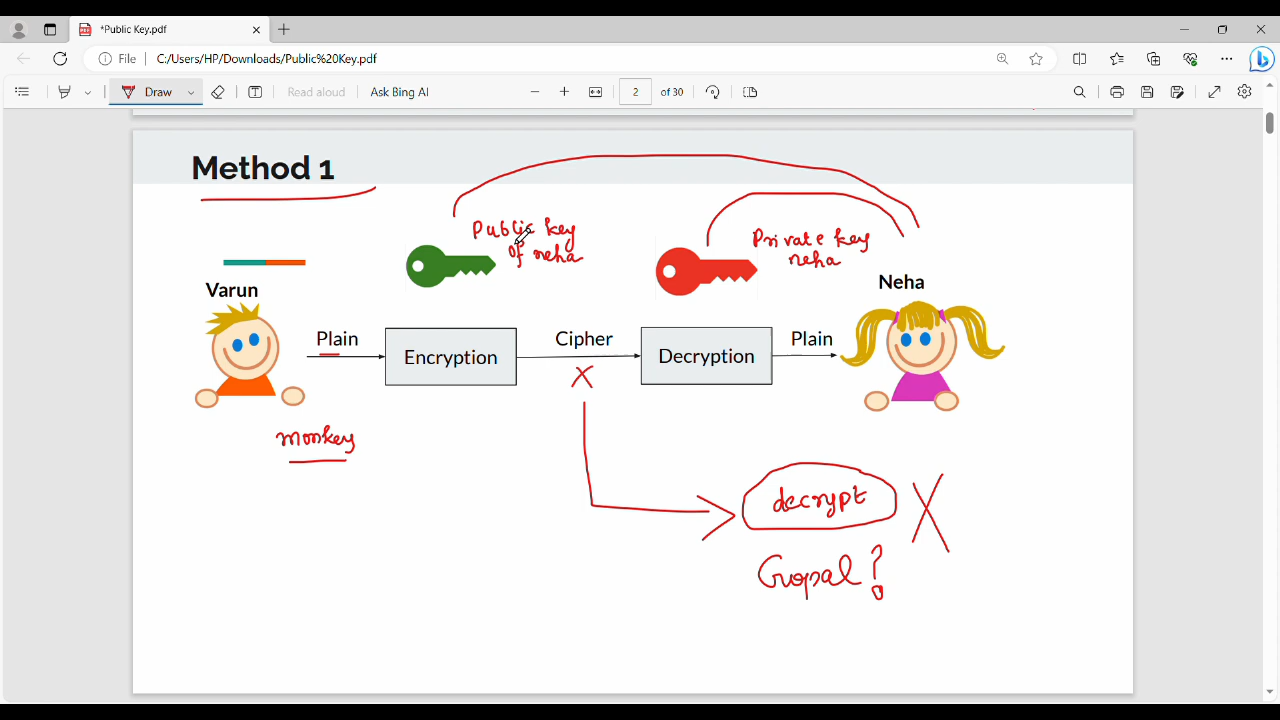 *Public Key.pdf
File
C:/Users/HP/Downloads/Public%20Key.pdf
Draw
Read aloud
Ask Bing AI
2
of 30
Method 1
Public key
of neha
Private key
neha
Varun
Neha
Plain
Encryption
Cipher
Decryption
Plain
X
monkey
decrypt
X
Gopal ?